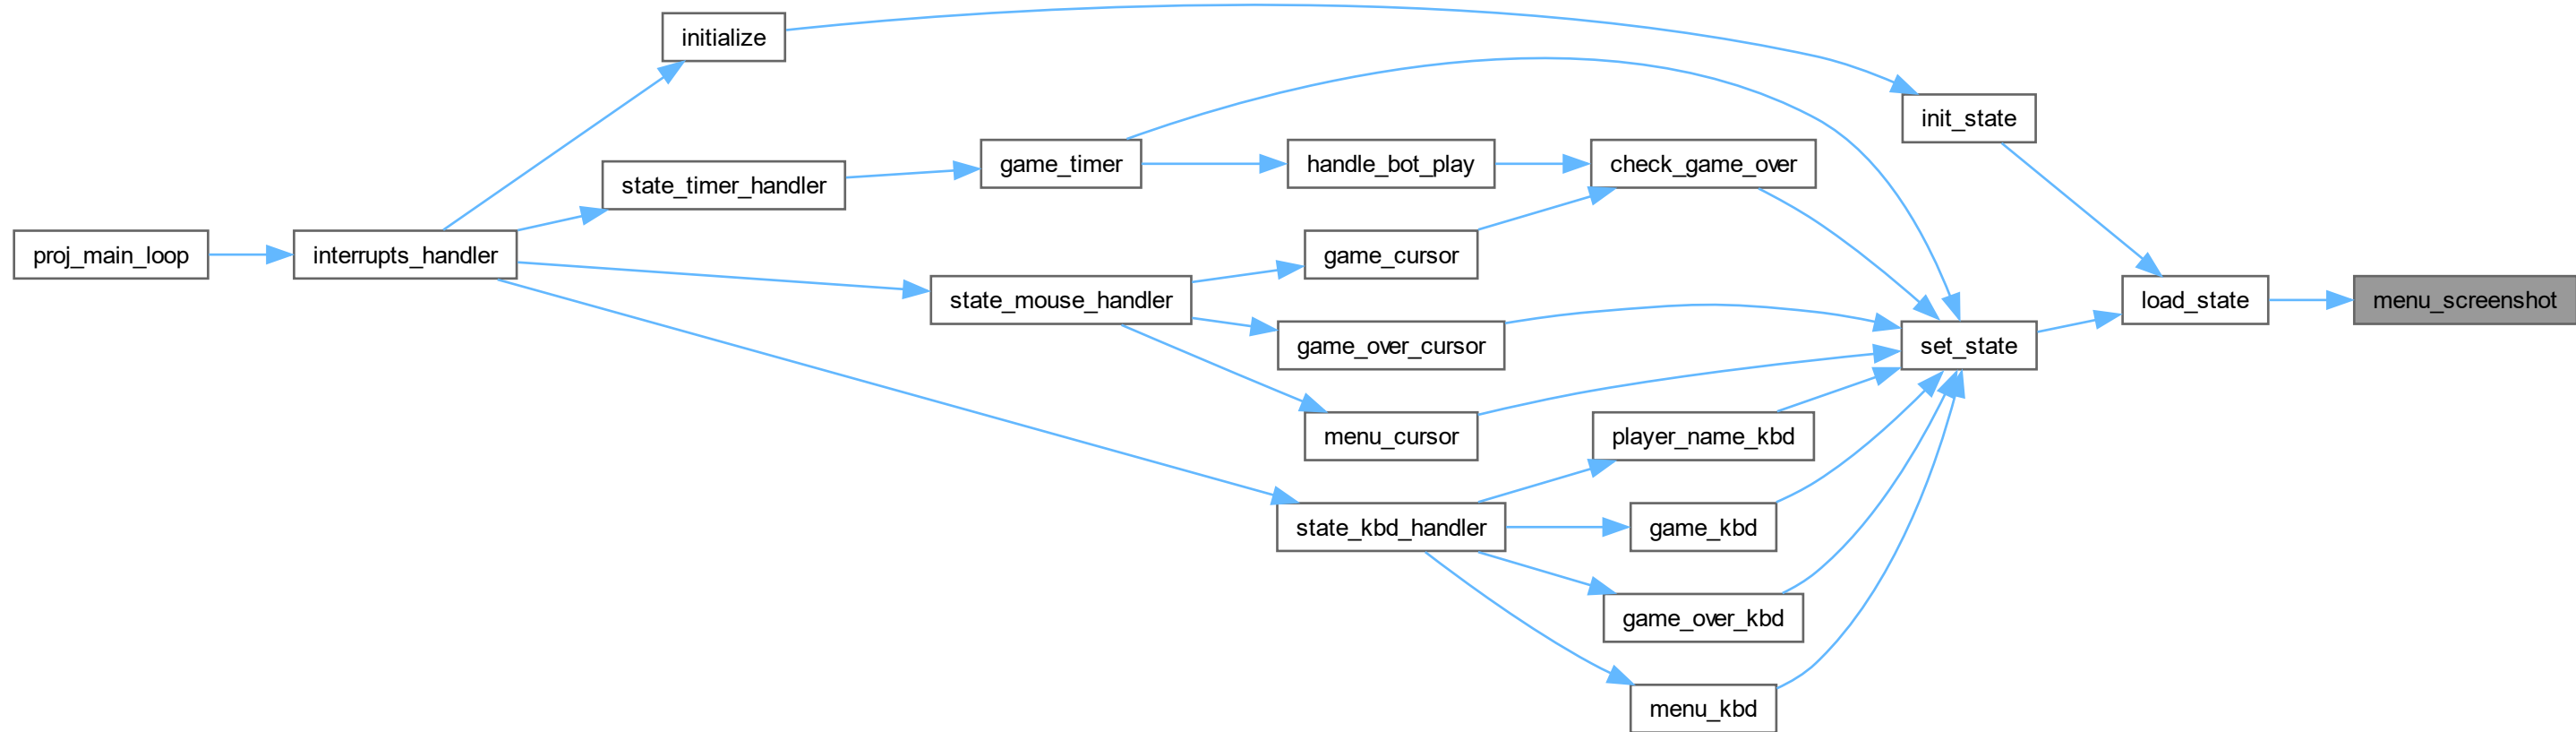 initialize
init_state
game_timer
handle_bot_play
check_game_over
state_timer_handler
proj_main_loop
interrupts_handler
game_cursor
state_mouse_handler
load_state
menu_screenshot
game_over_cursor
set_state
menu_cursor
player_name_kbd
state_kbd_handler
game_kbd
game_over_kbd
menu_kbd